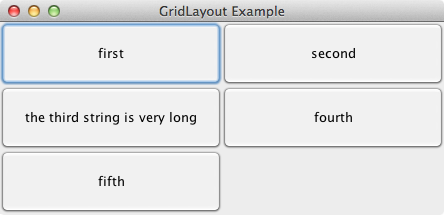 GridLayout Example
first
second
the third string is very long
fourth
fifth